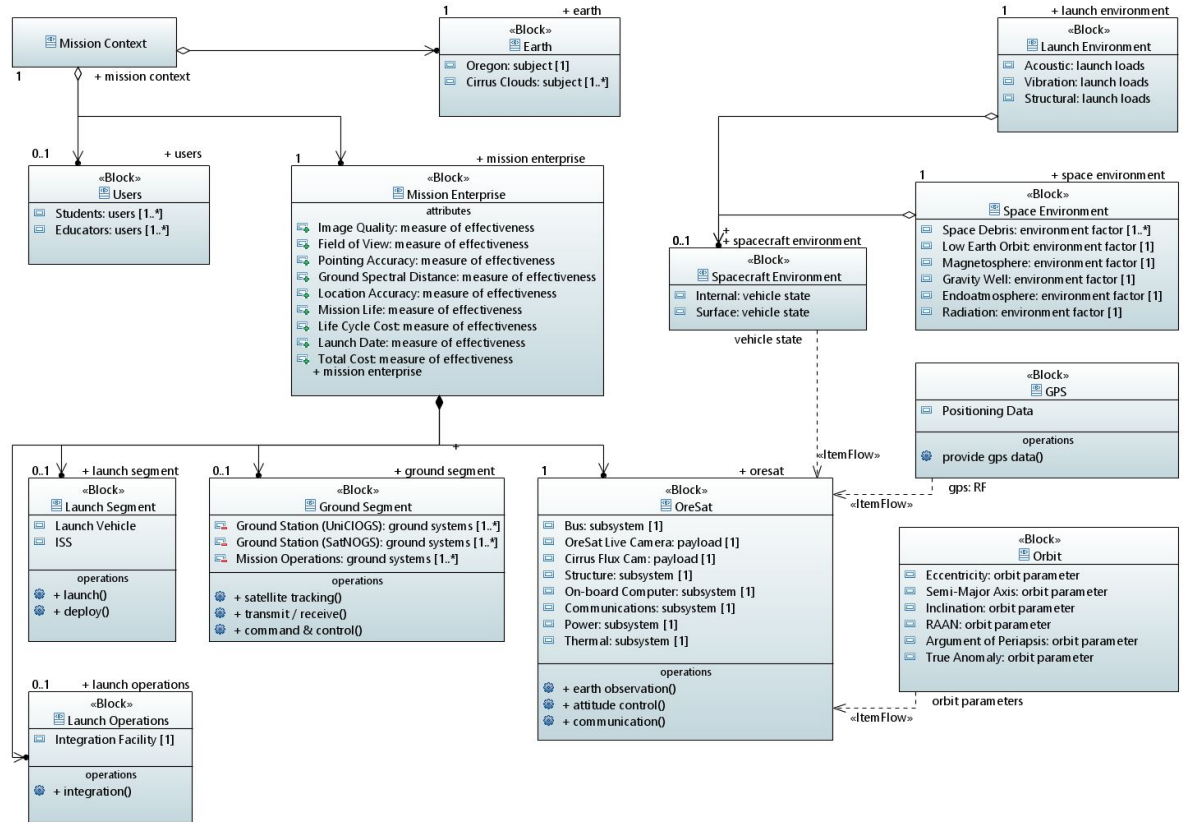 Mission Context
1
+ mission context
1
+ earth
«Block»
Earth
Oregon: subject [1]
Cirrus Clouds: subject [1..*]
1
+ launch environment
«Block»
Launch Environment
Acoustic: launch loads
Vibration: launch loads
Structural: launch loads
0..1
+ users
«Block»
Users
Students: users [1..*]
Educators: users [1..*]
1
+ mission enterprise
«Block»
Mission Enterprise
attributes
Image Quality: measure of effectiveness
Field of View: measure of effectiveness
Pointing Accuracy: measure of effectiveness
Ground Spectral Distance: measure of effectiveness
Location Accuracy: measure of effectiveness
Mission Life: measure of effectiveness
Life Cycle Cost: measure of effectiveness
Launch Date: measure of effectiveness
Total Cost: measure of effectiveness
+ mission enterprise
1
+ space environment
«Block»
Space Environment
Space Debris: environment factor [1..*]
Low Earth Orbit: environment factor [1]
Magnetosphere: environment factor [1]
Gravity Well: environment factor [1]
Endoatmosphere: environment factor [1]
Radiation: environment factor [1]
+
0..1
+ spacecraft environment
«Block»
Spacecraft Environment
Internal: vehicle state
Surface: vehicle state
vehicle state
«ItemFlow»
«Block»
GPS
Positioning Data
operations
provide gps data()
gps: RF
«ItemFlow»
+
0..1
+ launch segment
«Block»
Launch Segment
Launch Vehicle
ISS
operations
+ launch()
+ deploy()
0..1
+ ground segment
«Block»
Ground Segment
Ground Station (UniClOGS): ground systems [1..*]
Ground Station (SatNOGS): ground systems [1..*]
Mission Operations: ground systems [1..*]
operations
+ satellite tracking()
+ transmit / receive()
+ command & control()
1
+ oresat
«Block»
OreSat
Bus: subsystem [1]
OreSat Live Camera: payload [1]
Cirrus Flux Cam: payload [1]
Structure: subsystem [1]
On-board Computer: subsystem [1]
Communications: subsystem [1]
Power: subsystem [1]
Thermal: subsystem [1]
operations
+ earth observation()
+ attitude control()
+ communication()
«Block»
Orbit
Eccentricity: orbit parameter
Semi-Major Axis: orbit parameter
Inclination: orbit parameter
RAAN: orbit parameter
Argument of Periapsis: orbit parameter
True Anomaly: orbit parameter
orbit parameters
«ItemFlow»
0..1
+ launch operations
«Block»
Launch Operations
Integration Facility [1]
operations
+ integration()